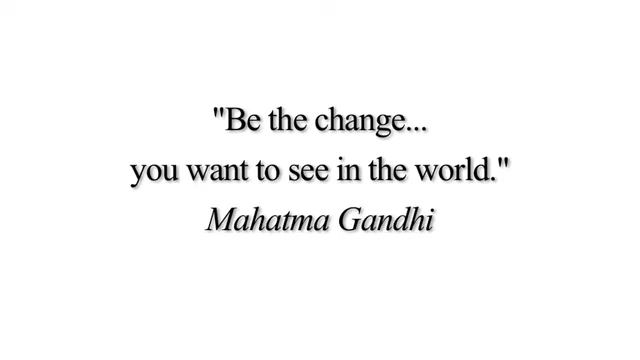 "Be the change...
you want to see in the world."
Mahatma Gandhi